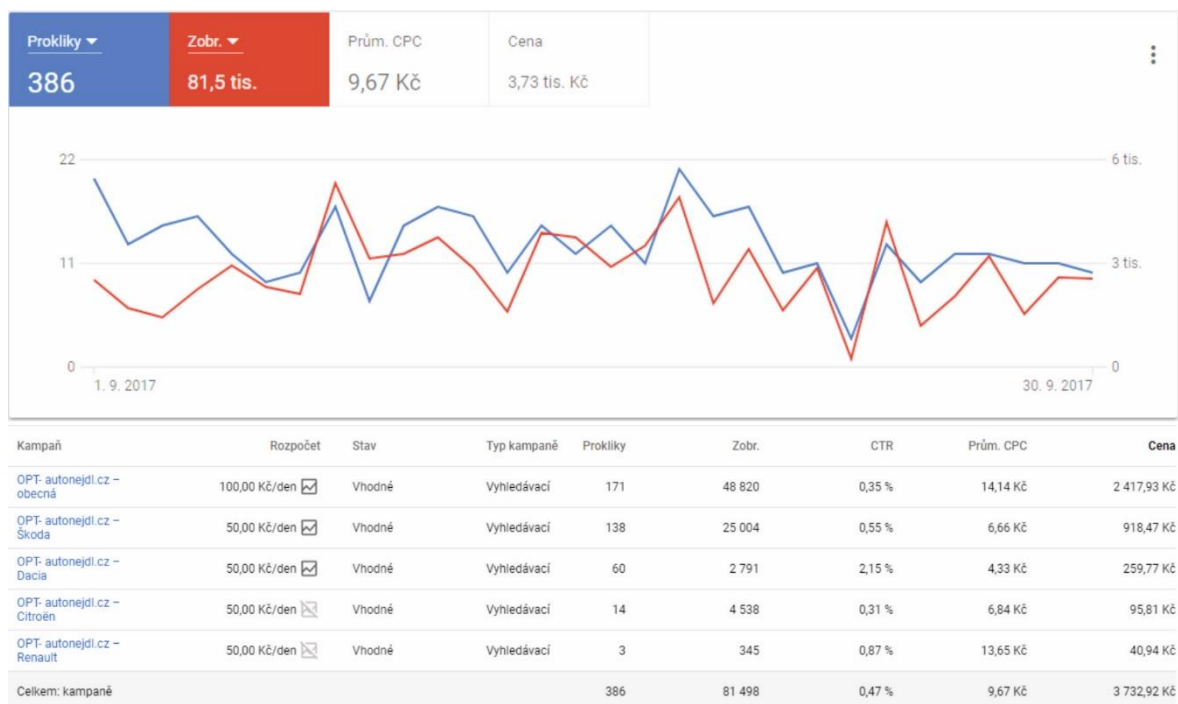 Prokliky Zobr. Prům. CPC Cena
386 81,5 tis. 9,67 Kč 3,73 tis. Kč
22 6 tis.
11 3 tis.
0 0
1. 9. 2017 30. 9. 2017
Kampaň Rozpočet Stav Typ kampaně Prokliky Zobr. CTR Prům. CPC Cena
OPT- autonejdl.cz –
obecná 100,00 Kč/den Vhodné Vyhledávací 171 48 820 0,35 % 14,14 Kč 2 417,93 Kč
OPT- autonejdl.cz –
Škoda 50,00 Kč/den Vhodné Vyhledávací 138 25 004 0,55 % 6,66 Kč 918,47 Kč
OPT- autonejdl.cz –
Dacia 50,00 Kč/den Vhodné Vyhledávací 60 2 791 2,15 % 4,33 Kč 259,77 Kč
OPT- autonejdl.cz –
Citroën 50,00 Kč/den Vhodné Vyhledávací 14 4 538 0,31 % 6,84 Kč 95,81 Kč
OPT- autonejdl.cz –
Renault 50,00 Kč/den Vhodné Vyhledávací 3 345 0,87 % 13,65 Kč 40,94 Kč
Celkem: kampaně 386 81 498 0,47 % 9,67 Kč 3 732,92 Kč